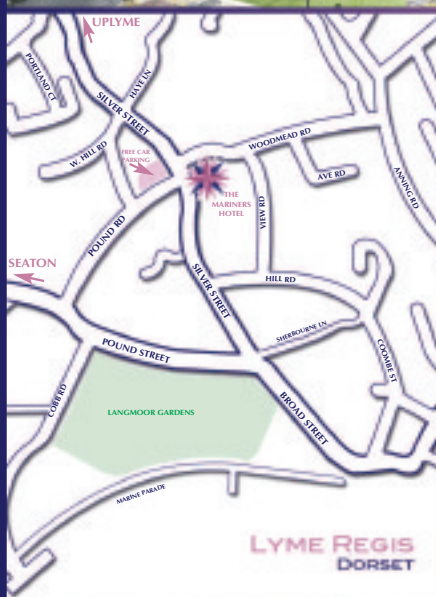 UPLYME
PORTLAND CT
HAYE LN
SILVER STREET
WOODMEAD RD
W. HILL RD
FREE CAR
PARKING
AVE RD
ANNING RD
THE
MARINERS
HOTEL
VIEW RD
POUND RD
SEATON
SILVER STREET
HILL RD
SHERBOURNE LN
POUND STREET
COOMBE ST
BROAD STREET
COBB RD
LANGMOOR GARDENS
MARINE PARADE
LYME REGIS
DORSET